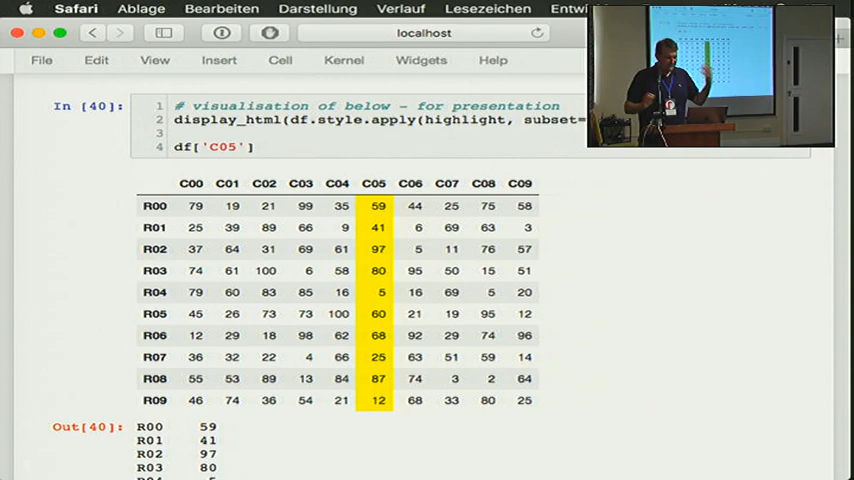 Safari Ablage Bearbeiten Darstellung Verlauf Lesezeichen
localhost
File Edit View Insert Cell Kernel Widgets Help
In [40]: 1 # visualisation of below - for presentation
2 display_html(df.style.apply(highlight, subset=
3
4 df['C05']
C00 C01 C02 C03 C04 C05 C06 C07 C08 C09
R00 79 19 21 99 35 59 44 25 75 58
R01 25 39 89 66 9 41 6 69 63 3
R02 37 64 31 69 61 97 5 11 76 57
R03 74 61 100 6 58 80 95 50 15 51
R04 79 60 83 85 16 5 16 69 5 20
R05 45 26 73 73 100 60 21 19 95 12
R06 12 29 18 98 62 68 92 29 74 96
R07 36 32 22 4 66 25 63 51 59 14
R08 55 53 89 13 84 87 74 3 2 64
R09 46 74 36 54 21 12 68 33 80 25
Out[40]: R00 59
R01 41
R02 97
R03 80